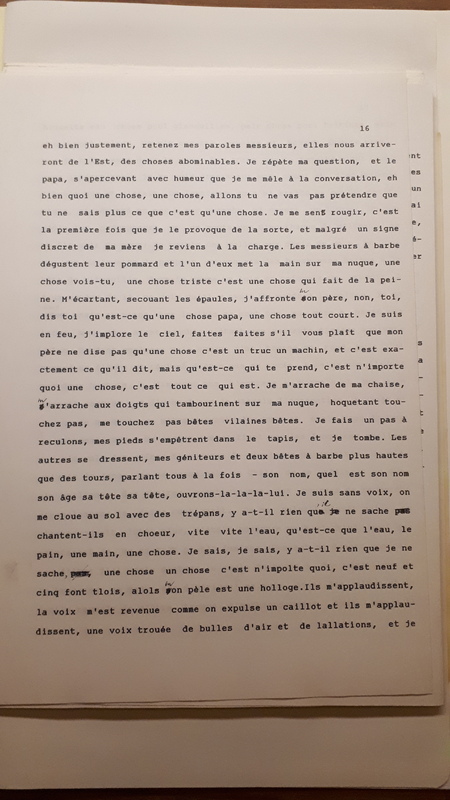 16
eh bien justement, retenez mes paroles messieurs, elles nous arrive-
ront de l'Est, des choses abominables. Je répète ma question, et le
papa, s'apercevant avec humeur que je me mêle à la conversation, eh
bien quoi une chose, une chose, allons tu ne vas pas prétendre que
tu ne sais plus ce que c'est qu'une chose. Je me sens rougir, c'est
la première fois que je le provoque de la sorte, et malgré un signe
discret de ma mère je reviens à la charge. Les messieurs à barbe
dégustent leur pommard et l'un d'eux met la main sur ma nuque, une
chose vois-tu, une chose triste c'est une chose qui fait de la pei-
ne. M'écartant, secouant les épaules, j'affronte mon père, non, toi,
dis toi qu'est-ce qu'une chose papa, une chose tout court. Je suis
en feu, j'implore le ciel, faites faites s'il vous plaît que mon
père ne dise pas qu'une chose c'est un truc un machin, et c'est exa-
ctement ce qu'il dit, mais qu'est-ce qui te prend, c'est n'importe
quoi une chose, c'est tout ce qui est. Je m'arrache de ma chaise,
m'arrache aux doigts qui tambourinent sur ma nuque, hoquetant tou-
chez pas, me touchez pas bêtes vilaines bêtes. Je fais un pas à
reculons, mes pieds s'empêtrent dans le tapis, et je tombe. Les
autres se dressent, mes géniteurs et deux bêtes à barbe plus hautes
que des tours, parlant tous à la fois - son nom, quel est son nom
son âge sa tête sa tête, ouvrons-la-la-la-lui. Je suis sans voix, on
me cloue au sol avec des trépans, y a-t-il rien qu'il ne sache
chantent-ils en choeur, vite vite l'eau, qu'est-ce que l'eau, le
pain, une main, une chose. Je sais, je sais, y a-t-il rien que je ne
sache, une chose un chose c'est n'impolte quoi, c'est neuf et
cinq font tlois, alols mon pèle est une holloge.Ils m'applaudissent,
la voix m'est revenue comme on expulse un caillot et ils m'applau-
dissent, une voix trouée de bulles d'air et de lallations, et je